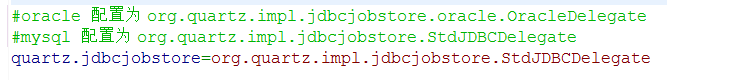 #oracle 配置为 org.quartz.impl.jdbcjobstore.oracle.OracleDelegate
#mysql 配置为 org.quartz.impl.jdbcjobstore.StdJDBCDelegate
quartz.jdbcjobstore=org.quartz.impl.jdbcjobstore.StdJDBCDelegate